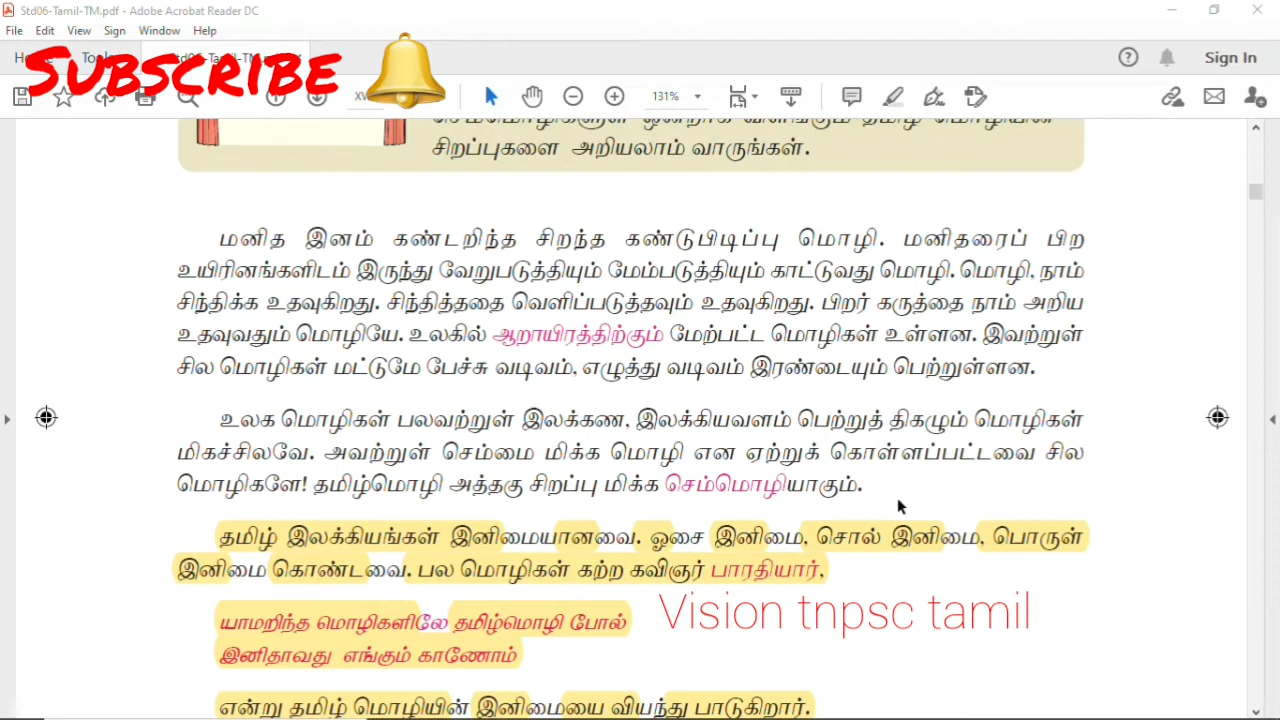 Std06-Tamil-TM.pdf - Adobe Acrobat Reader DC
File Edit View Sign Window Help
SUBSCRIBE
Sign In
131%
செம்மொழிகளுள் ஒன்றாக விளங்கும் தமிழ் மொழியின்
சிறப்புகளை அறியலாம் வாருங்கள்.
மனித இனம் கண்டறிந்த சிறந்த கண்டுபிடிப்பு மொழி. மனிதரைப் பிற
உயிரினங்களிடம் இருந்து வேறுபடுத்தியும் மேம்படுத்தியும் காட்டுவது மொழி. மொழி, நாம்
சிந்திக்க உதவுகிறது. சிந்தித்ததை வெளிப்படுத்தவும் உதவுகிறது. பிறர் கருத்தை நாம் அறிய
உதவுவதும் மொழியே. உலகில் ஆறாயிரத்திற்கும் மேற்பட்ட மொழிகள் உள்ளன. இவற்றுள்
சில மொழிகள் மட்டுமே பேச்சு வடிவம், எழுத்து வடிவம் இரண்டையும் பெற்றுள்ளன.
உலக மொழிகள் பலவற்றுள் இலக்கண, இலக்கியவளம் பெற்றுத் திகழும் மொழிகள்
மிகச்சிலவே. அவற்றுள் செம்மை மிக்க மொழி என ஏற்றுக் கொள்ளப்பட்டவை சில
மொழிகளே! தமிழ்மொழி அத்தகு சிறப்பு மிக்க செம்மொழியாகும்.
தமிழ் இலக்கியங்கள் இனிமையானவை. ஓசை இனிமை, சொல் இனிமை, பொருள்
இனிமை கொண்டவை. பல மொழிகள் கற்ற கவிஞர் பாரதியார்,
யாமறிந்த மொழிகளிலே தமிழ்மொழி போல்
இனிதாவது எங்கும் காணோம்
Vision tnpsc tamil
என்று தமிழ் மொழியின் இனிமையை வியந்து பாடுகிறார்.